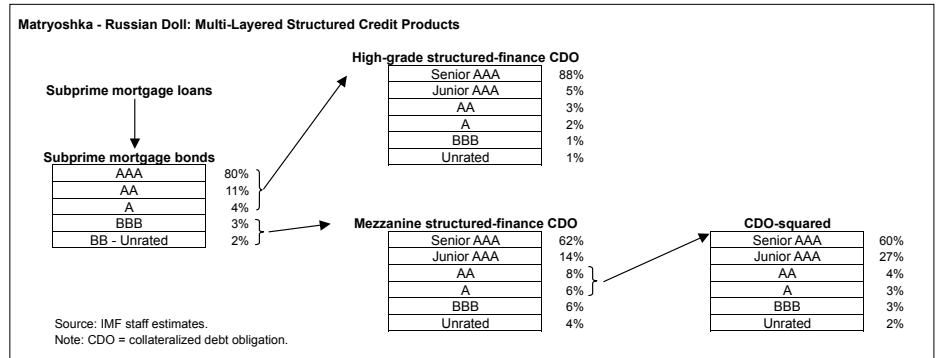 Matryoshka - Russian Doll: Multi-Layered Structured Credit Products
High-grade structured-finance CDO
Senior AAA 88%
Junior AAA 5%
AA 3%
A 2%
BBB 1%
Unrated 1%
Subprime mortgage loans
Subprime mortgage bonds
AAA 80%
AA 11%
A 4%
BBB 3%
BB - Unrated 2%
Mezzanine structured-finance CDO
Senior AAA 62%
Junior AAA 14%
AA 8%
A 6%
BBB 6%
Unrated 4%
CDO-squared
Senior AAA 60%
Junior AAA 27%
AA 4%
A 3%
BBB 3%
Unrated 2%
Source: IMF staff estimates.
Note: CDO = collateralized debt obligation.